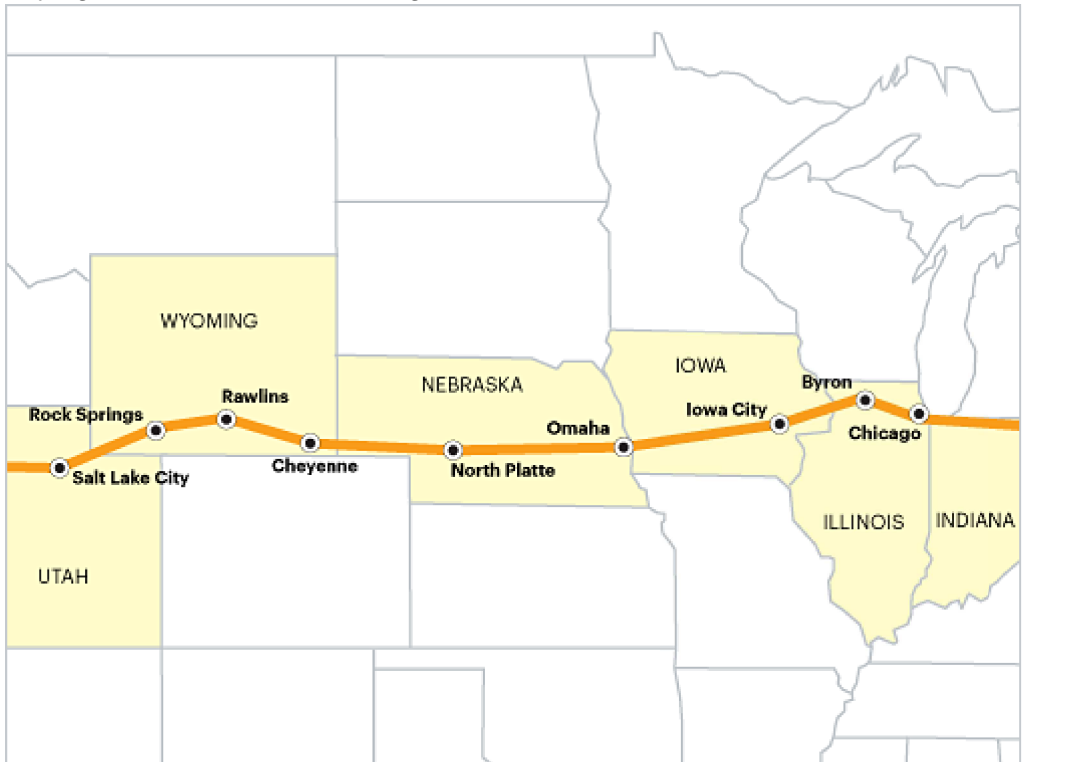 WYOMING
IOWA
NEBRASKA
Byron
Rawlins
Rock Springs
Iowa City
Omaha
Chicago
Cheyenne
North Platte
Salt Lake City
ILLINOIS
INDIANA
UTAH